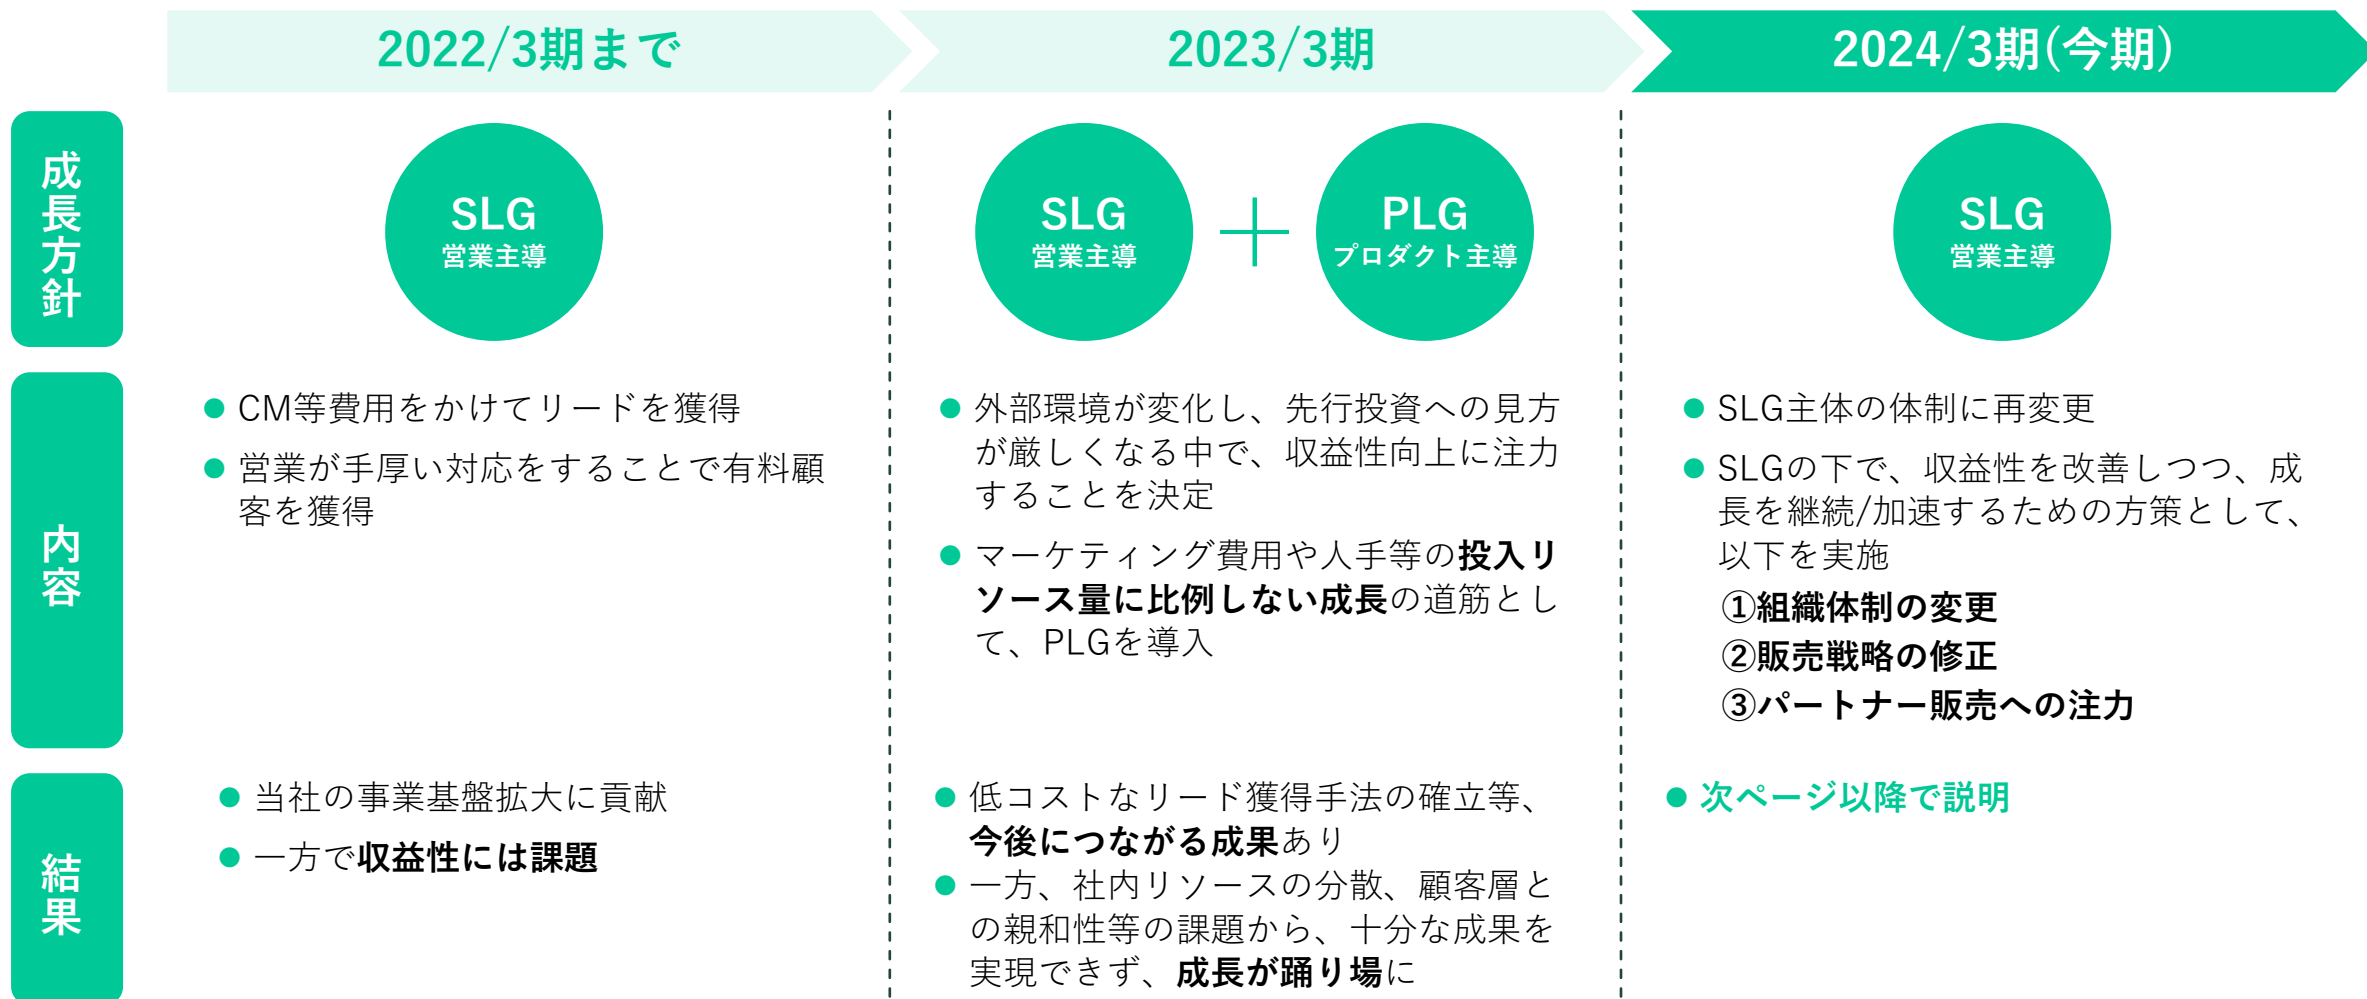 2022/3期まで
2023/3期
2024/3期(今期)
成長方針
SLG
営業主導
SLG
営業主導
PLG
プロダクト主導
SLG
営業主導
内容
● CM等費用をかけてリードを獲得
● 営業が手厚い対応をすることで有料顧
客を獲得
● 外部環境が変化し、先行投資への見方
が厳しくなる中で、収益性向上に注力
することを決定
● マーケティング費用や人手等の投入リ
ソース量に比例しない成長の道筋とし
て、PLGを導入
● SLG主体の体制に再変更
● SLGの下で、収益性を改善しつつ、成
長を継続/加速するための方策として、
以下を実施
①組織体制の変更
②販売戦略の修正
③パートナー販売への注力
結果
● 当社の事業基盤拡大に貢献
● 一方で収益性には課題
● 低コストなリード獲得手法の確立等、
今後につながる成果あり
● 一方、社内リソースの分散、顧客層と
の親和性等の課題から、十分な成果を
実現できず、成長が踊り場に
● 次ページ以降で説明